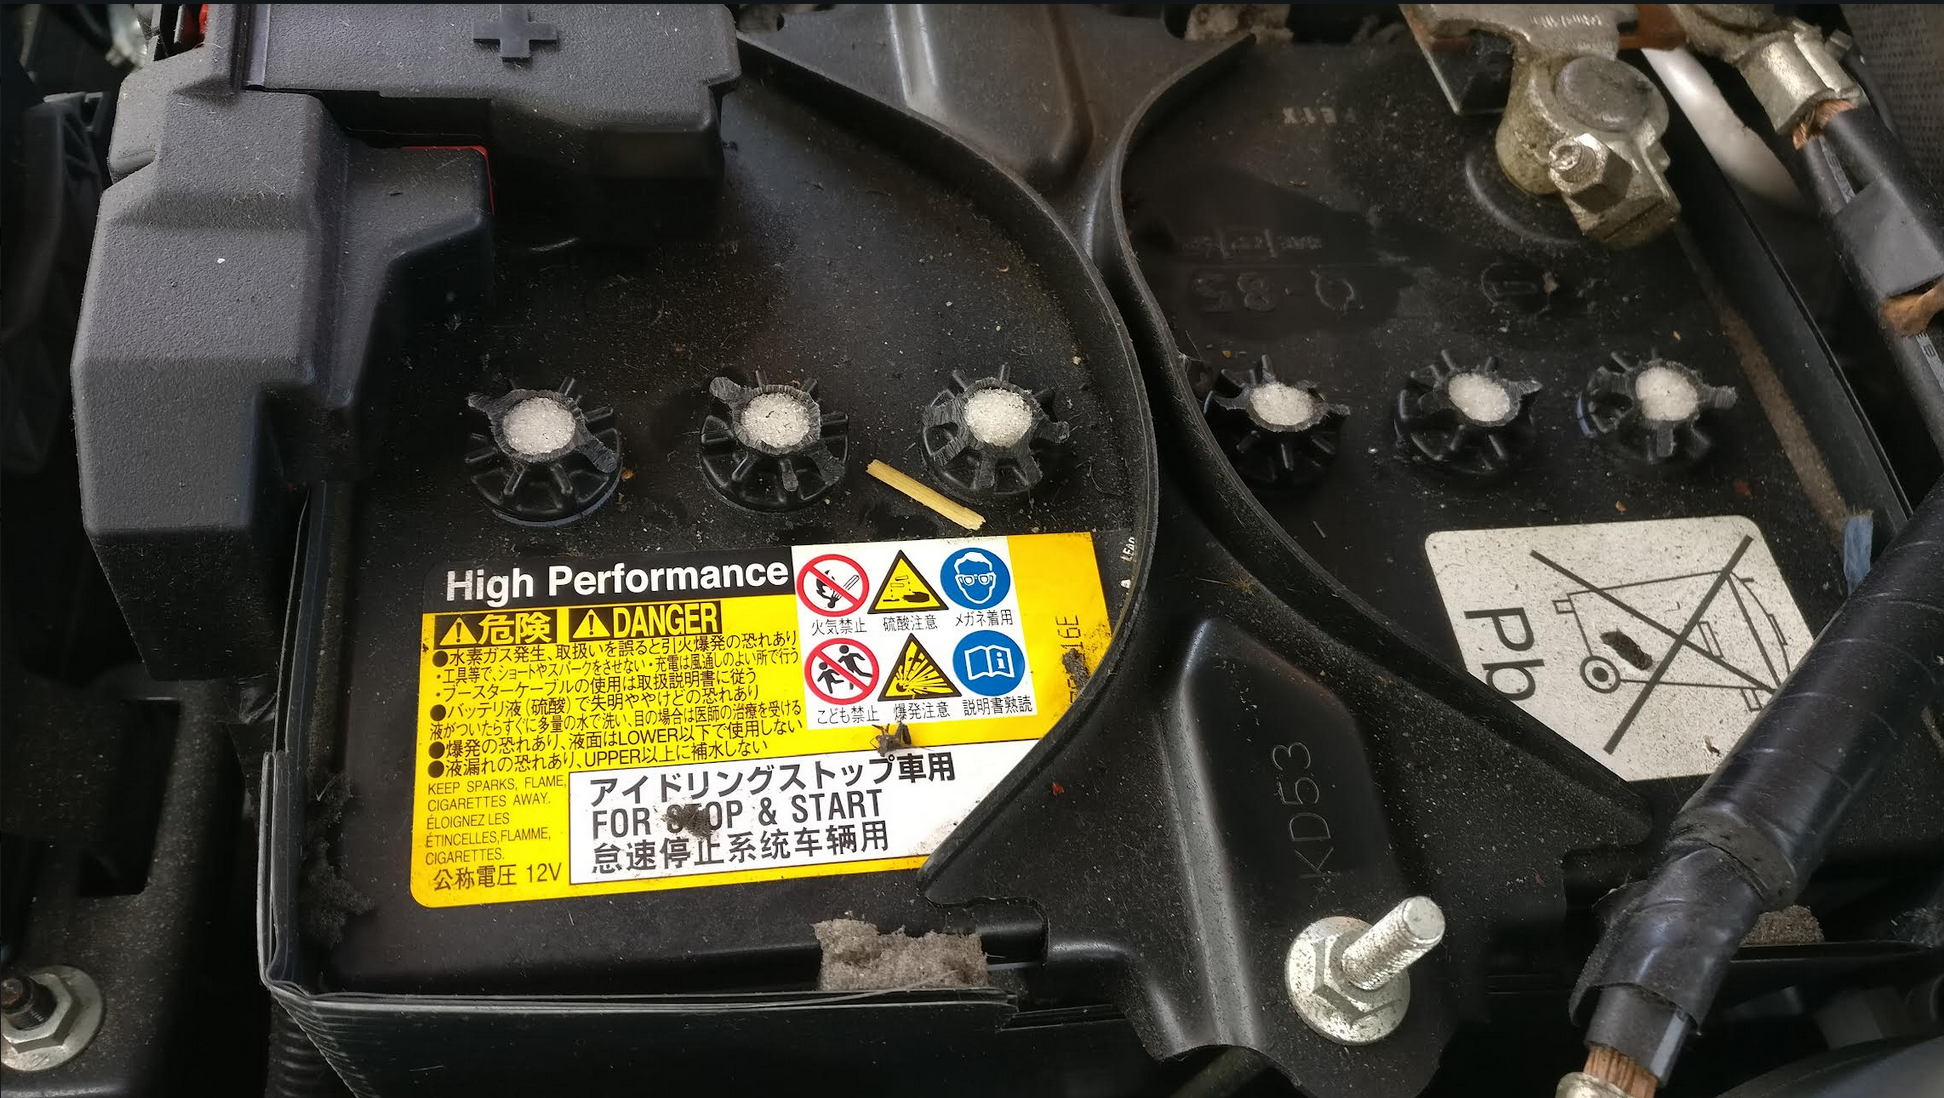 Q-85
High Performance
危険 DANGER
●水素ガス発生、取扱いを誤ると引火爆発の恐れあり
・工具等で、ショートやスパークをさせない・充電は風通しのよい所で行う
・ブースターケーブルの使用は取扱説明書に従う
●バッテリ液(硫酸)で失明ややけどの恐れあり
液がついたらすぐに多量の水で洗い、目の場合は医師の治療を受ける
●爆発の恐れあり、液面はLOWER以下で使用しない
●液漏れの恐れあり、UPPER以上に補水しない
KEEP SPARKS, FLAME,
CIGARETTES AWAY.
ÉLOIGNEZ LES
ÉTINCELLES,FLAMME,
CIGARETTES.
公称電圧 12V
火気禁止 硫酸注意 メガネ着用
こども禁止 爆発注意 説明書熟読
アイドリングストップ車用
FOR STOP & START
怠速停止系统车辆用
LEAD
16E
Pb
KD53